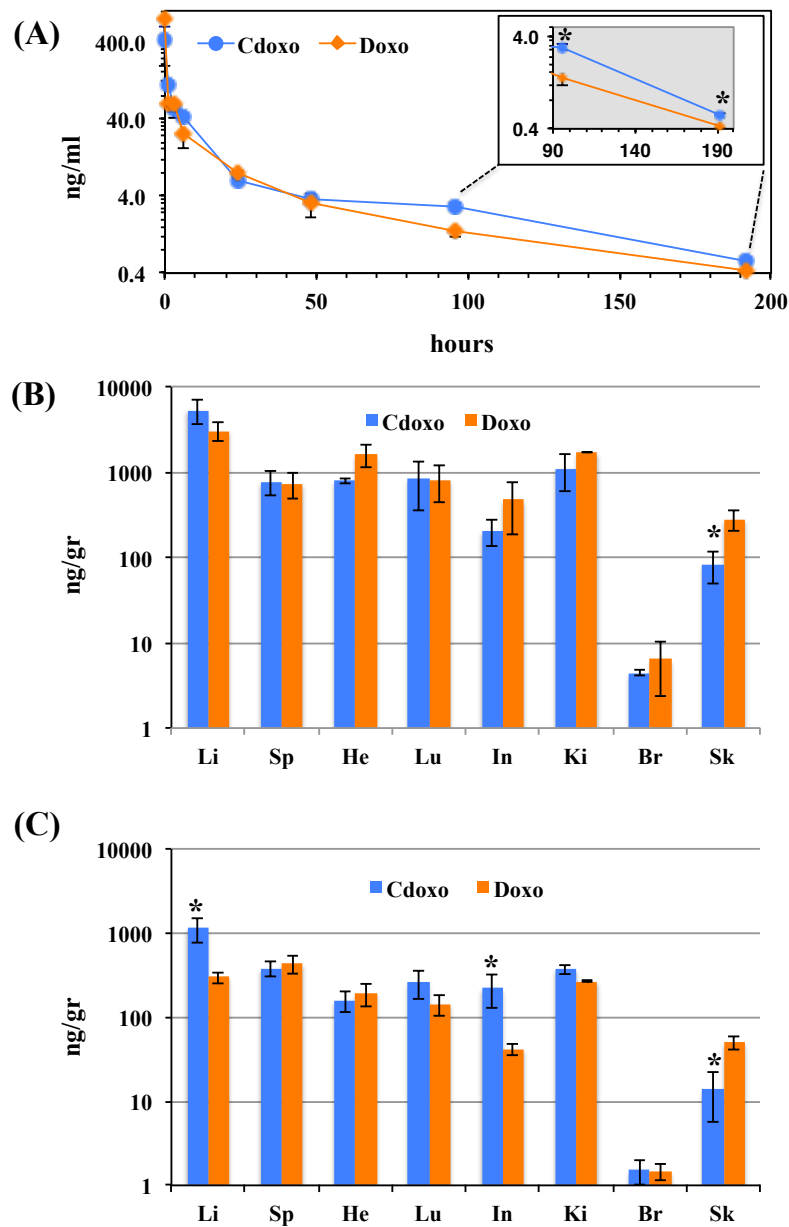 (A)
400.0
40.0
4.0
0.4
ng/ml
Cdoxo Doxo
4.0
0.4
* *
90 140 190
0 50 100 150 200
hours
(B)
10000
1000
100
10
1
ng/gr
Cdoxo Doxo
*
Li Sp He Lu In Ki Br Sk
(C)
10000
1000
100
10
1
ng/gr
Cdoxo Doxo
* * *
Li Sp He Lu In Ki Br Sk